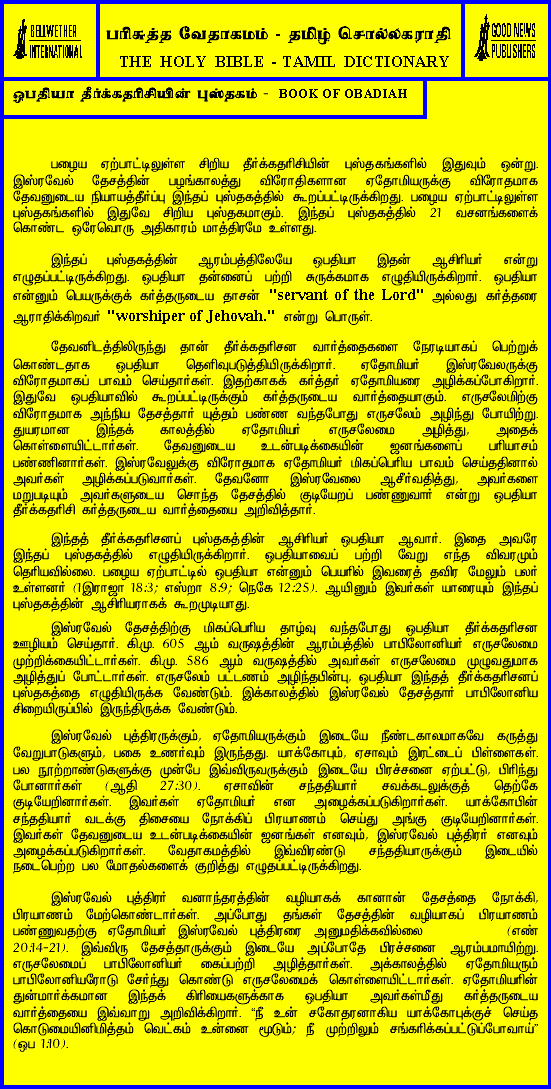 BELLWETHER
INTERNATIONAL
பரிசுத்த வேதாகமம் - தமிழ் சொல்லகராதி
THE HOLY BIBLE - TAMIL DICTIONARY
GOOD NEWS
PUBLISHERS
ஒபதியா தீர்க்கதரிசியின் புஸ்தகம் - BOOK OF OBADIAH
பழைய ஏற்பாட்டிலுள்ள சிறிய தீர்க்கதரிசியின் புஸ்தகங்களில் இதுவும் ஒன்று.
இஸ்ரவேல் தேசத்தின் பழங்காலத்து விரோதிகளான ஏதோமியருக்கு விரோதமாக
தேவனுடைய நியாயத்தீர்ப்பு இந்தப் புஸ்தகத்தில் கூறப்பட்டிருக்கிறது. பழைய ஏற்பாட்டிலுள்ள
புஸ்தகங்களில் இதுவே சிறிய புஸ்தகமாகும். இந்தப் புஸ்தகத்தில் 21 வசனங்களைக்
கொண்ட ஒரேவொரு அதிகாரம் மாத்திரமே உள்ளது.
இந்தப் புஸ்தகத்தின் ஆரம்பத்திலேயே ஒபதியா இதன் ஆசிரியர் என்று
எழுதப்பட்டிருக்கிறது. ஒபதியா தன்னைப் பற்றி சுருக்கமாக எழுதியிருக்கிறார். ஒபதியா
என்னும் பெயருக்குக் கர்த்தருடைய தாசன் "servant of the Lord" அல்லது கர்த்தரை
ஆராதிக்கிறவர் "worshiper of Jehovah." என்று பொருள்.
தேவனிடத்திலிருந்து தான் தீர்க்கதரிசன வார்த்தைகளை நேரடியாகப் பெற்றுக்
கொண்டதாக ஒபதியா தெளிவுபடுத்தியிருக்கிறார். ஏதோமியர் இஸ்ரவேலருக்கு
விரோதமாகப் பாவம் செய்தார்கள். இதற்காகக் கர்த்தர் ஏதோமியரை அழிக்கப்போகிறார்.
இதுவே ஒபதியாவில் கூறப்பட்டிருக்கும் கர்த்தருடைய வார்த்தையாகும். எருசலேமிற்கு
விரோதமாக அந்நிய தேசத்தார் யுத்தம் பண்ண வந்தபோது எருசலேம் அழிந்து போயிற்று.
துயரமான இந்தக் காலத்தில் ஏதோமியர் எருசலேமை அழித்து, அதைக்
கொள்ளையிட்டார்கள். தேவனுடைய உடன்படிக்கையின் ஜனங்களைப் பரியாசம்
பண்ணினார்கள். இஸ்ரவேலுக்கு விரோதமாக ஏதோமியர் மிகப்பெரிய பாவம் செய்ததினால்
அவர்கள் அழிக்கப்படுவார்கள். தேவனோ இஸ்ரவேலை ஆசீர்வதித்து, அவர்களை
மறுபடியும் அவர்களுடைய சொந்த தேசத்தில் குடியேறப் பண்ணுவார் என்று ஒபதியா
தீர்க்கதரிசி கர்த்தருடைய வார்த்தையை அறிவித்தார்.
இந்தத் தீர்க்கதரிசனப் புஸ்தகத்தின் ஆசிரியர் ஒபதியா ஆவார். இதை அவரே
இந்தப் புஸ்தகத்தில் எழுதியிருக்கிறார். ஒபதியாவைப் பற்றி வேறு எந்த விவரமும்
தெரியவில்லை. பழைய ஏற்பாட்டில் ஒபதியா என்னும் பெயரில் இவரைத் தவிர மேலும் பலர்
உள்ளனர் (1இராஜா 18:3; எஸ்றா 8:9; நெகே 12:25). ஆயினும் இவர்கள் யாரையும் இந்தப்
புஸ்தகத்தின் ஆசிரியராகக் கூறமுடியாது.
இஸ்ரவேல் தேசத்திற்கு மிகப்பெரிய தாழ்வு வந்தபோது ஒபதியா தீர்க்கதரிசன
ஊழியம் செய்தார். கி.மு. 605 ஆம் வருஷத்தின் ஆரம்பத்தில் பாபிலோனியர் எருசலேமை
முற்றிக்கையிட்டார்கள். கி.மு. 586 ஆம் வருஷத்தில் அவர்கள் எருசலேமை முழுவதுமாக
அழித்துப் போட்டார்கள். எருசலேம் பட்டணம் அழிந்தபின்பு, ஒபதியா இந்தத் தீர்க்கதரிசனப்
புஸ்தகத்தை எழுதியிருக்க வேண்டும். இக்காலத்தில் இஸ்ரவேல் தேசத்தார் பாபிலோனிய
சிறையிருப்பில் இருந்திருக்க வேண்டும்.
இஸ்ரவேல் புத்திரருக்கும், ஏதோமியருக்கும் இடையே நீண்டகாலமாகவே கருத்து
வேறுபாடுகளும், பகை உணர்வும் இருந்தது. யாக்கோபும், ஏசாவும் இரட்டைப் பிள்ளைகள்.
பல நூற்றாண்டுகளுக்கு முன்பே இவ்விருவருக்கும் இடையே பிரச்சனை ஏற்பட்டு, பிரிந்து
போனார்கள் (ஆதி 27:30). ஏசாவின் சந்ததியார் சவக்கடலுக்குத் தெற்கே
குடியேறினார்கள். இவர்கள் ஏதோமியர் என அழைக்கப்படுகிறார்கள். யாக்கோபின்
சந்ததியார் வடக்கு திசையை நோக்கிப் பிரயாணம் செய்து அங்கு குடியேறினார்கள்.
இவர்கள் தேவனுடைய உடன்படிக்கையின் ஜனங்கள் எனவும், இஸ்ரவேல் புத்திரர் எனவும்
அழைக்கப்படுகிறார்கள். வேதாகமத்தில் இவ்விரண்டு சந்ததியாருக்கும் இடையில்
நடைபெற்ற பல மோதல்களைக் குறித்து எழுதப்பட்டிருக்கிறது.
இஸ்ரவேல் புத்திரர் வனாந்தரத்தின் வழியாகக் கானான் தேசத்தை நோக்கி,
பிரயாணம் மேற்கொண்டார்கள். அப்போது தங்கள் தேசத்தின் வழியாகப் பிரயாணம்
பண்ணுவதற்கு ஏதோமியர் இஸ்ரவேல் புத்திரரை அனுமதிக்கவில்லை (எண்
20:14-21). இவ்விரு தேசத்தாருக்கும் இடையே அப்போதே பிரச்சனை ஆரம்பமாயிற்று.
எருசலேமைப் பாபிலோனியர் கைப்பற்றி அழித்தார்கள். அக்காலத்தில் ஏதோமியரும்
பாபிலோனியரோடு சேர்ந்து கொண்டு எருசலேமைக் கொள்ளையிட்டார்கள். ஏதோமியரின்
துன்மார்க்கமான இந்தக் கிரியைகளுக்காக ஒபதியா அவர்கள்மீது கர்த்தருடைய
வார்த்தையை இவ்வாறு அறிவிக்கிறார். “நீ உன் சகோதரனாகிய யாக்கோபுக்குச் செய்த
கொடுமையினிமித்தம் வெட்கம் உன்னை மூடும்; நீ முற்றிலும் சங்கரிக்கப்பட்டுப்போவாய்”
(ஒப 1:10).